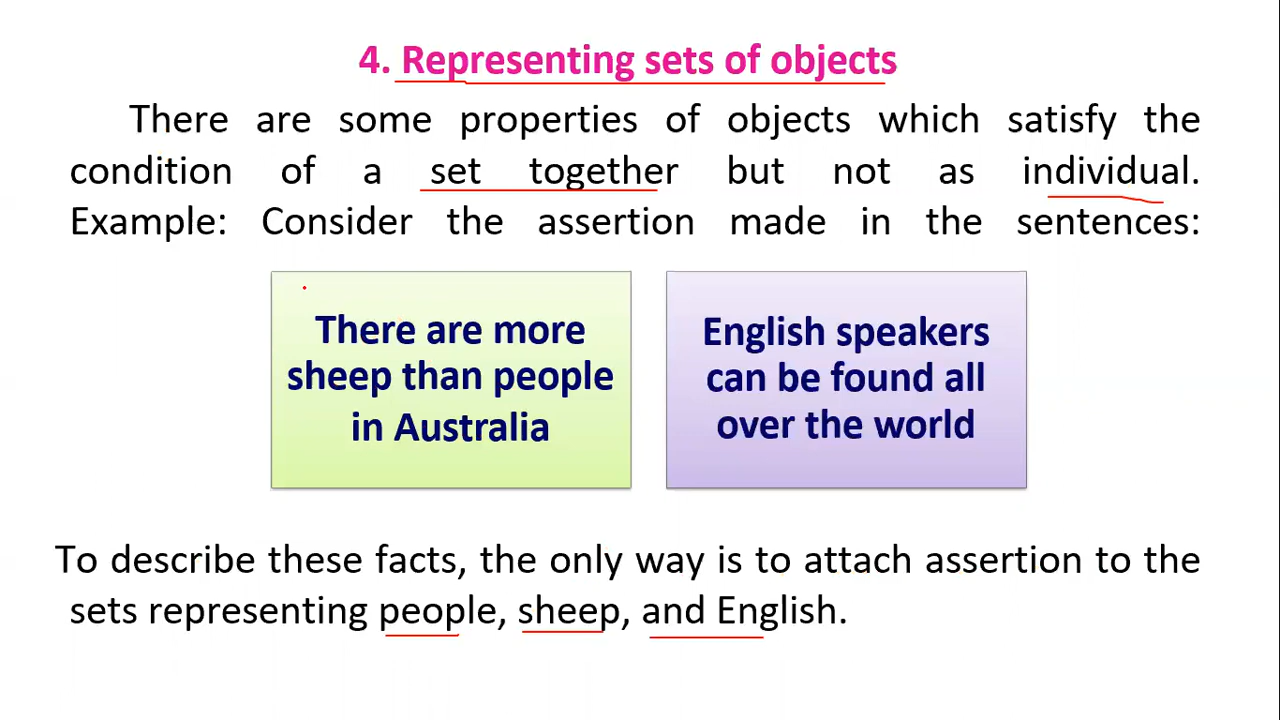 4. Representing sets of objects
There are some properties of objects which satisfy the
condition of a set together but not as individual.
Example: Consider the assertion made in the sentences:
There are more
sheep than people
in Australia
English speakers
can be found all
over the world
To describe these facts, the only way is to attach assertion to the
sets representing people, sheep, and English.